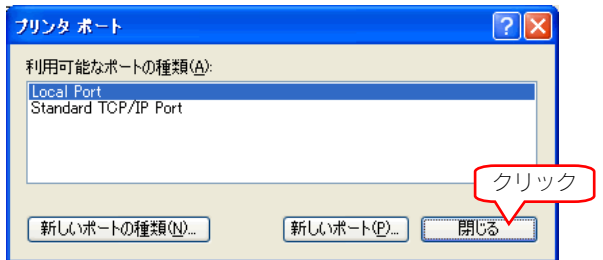 プリンタ ポート
利用可能なポートの種類(A):
Local Port
Standard TCP/IP Port
クリック
新しいポートの種類(N)...
新しいポート(P)...
閉じる